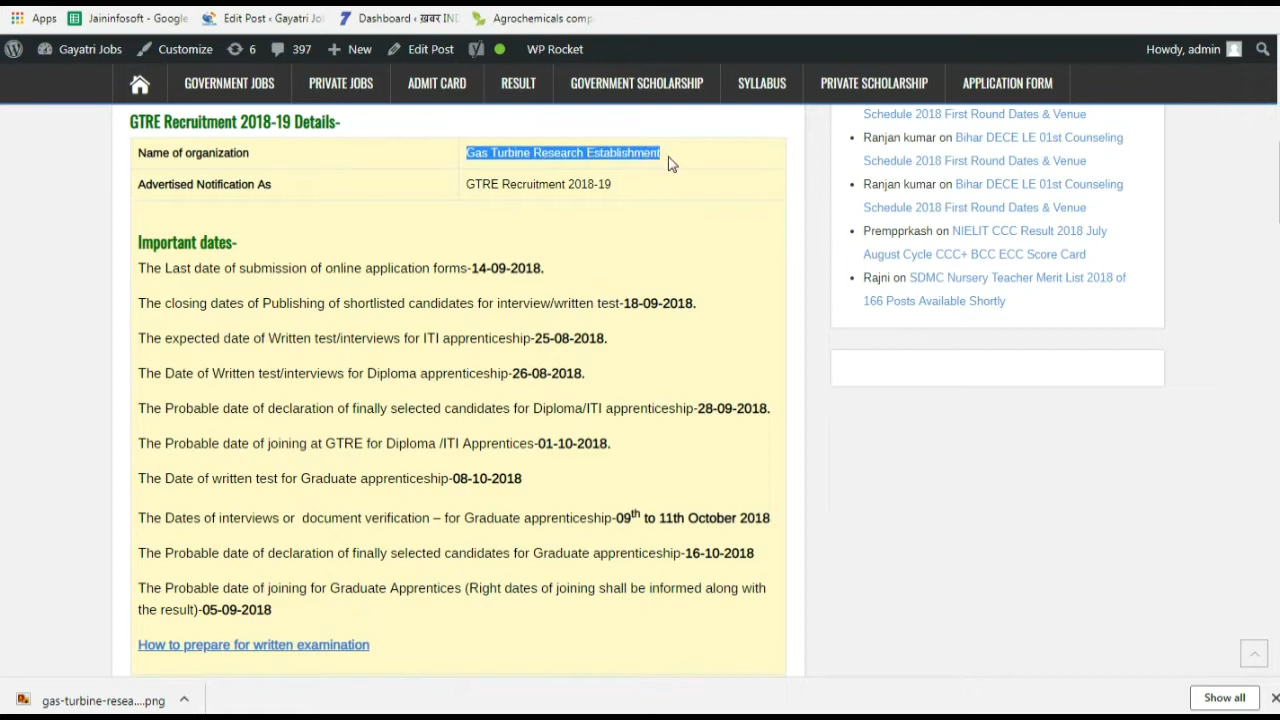 Apps Jaininfosoft - Google Edit Post ‹ Gayatri Jo Dashboard ‹ ख़बर IND Agrochemicals comp
Gayatri Jobs Customize 6 397 New Edit Post WP Rocket Howdy, admin
GOVERNMENT JOBS PRIVATE JOBS ADMIT CARD RESULT GOVERNMENT SCHOLARSHIP SYLLABUS PRIVATE SCHOLARSHIP APPLICATION FORM
GTRE Recruitment 2018-19 Details-
Name of organization Gas Turbine Research Establishment
Advertised Notification As GTRE Recruitment 2018-19
Important dates-
The Last date of submission of online application forms-14-09-2018.
The closing dates of Publishing of shortlisted candidates for interview/written test-18-09-2018.
The expected date of Written test/interviews for ITI apprenticeship-25-08-2018.
The Date of Written test/interviews for Diploma apprenticeship-26-08-2018.
The Probable date of declaration of finally selected candidates for Diploma/ITI apprenticeship-28-09-2018.
The Probable date of joining at GTRE for Diploma /ITI Apprentices-01-10-2018.
The Date of written test for Graduate apprenticeship-08-10-2018
The Dates of interviews or document verification – for Graduate apprenticeship-09th to 11th October 2018
The Probable date of declaration of finally selected candidates for Graduate apprenticeship-16-10-2018
The Probable date of joining for Graduate Apprentices (Right dates of joining shall be informed along with
the result)-05-09-2018
How to prepare for written examination
Schedule 2018 First Round Dates & Venue
Ranjan kumar on Bihar DECE LE 01st Counseling
Schedule 2018 First Round Dates & Venue
Ranjan kumar on Bihar DECE LE 01st Counseling
Schedule 2018 First Round Dates & Venue
Prempprkash on NIELIT CCC Result 2018 July
August Cycle CCC+ BCC ECC Score Card
Rajni on SDMC Nursery Teacher Merit List 2018 of
166 Posts Available Shortly
gas-turbine-resea....png Show all